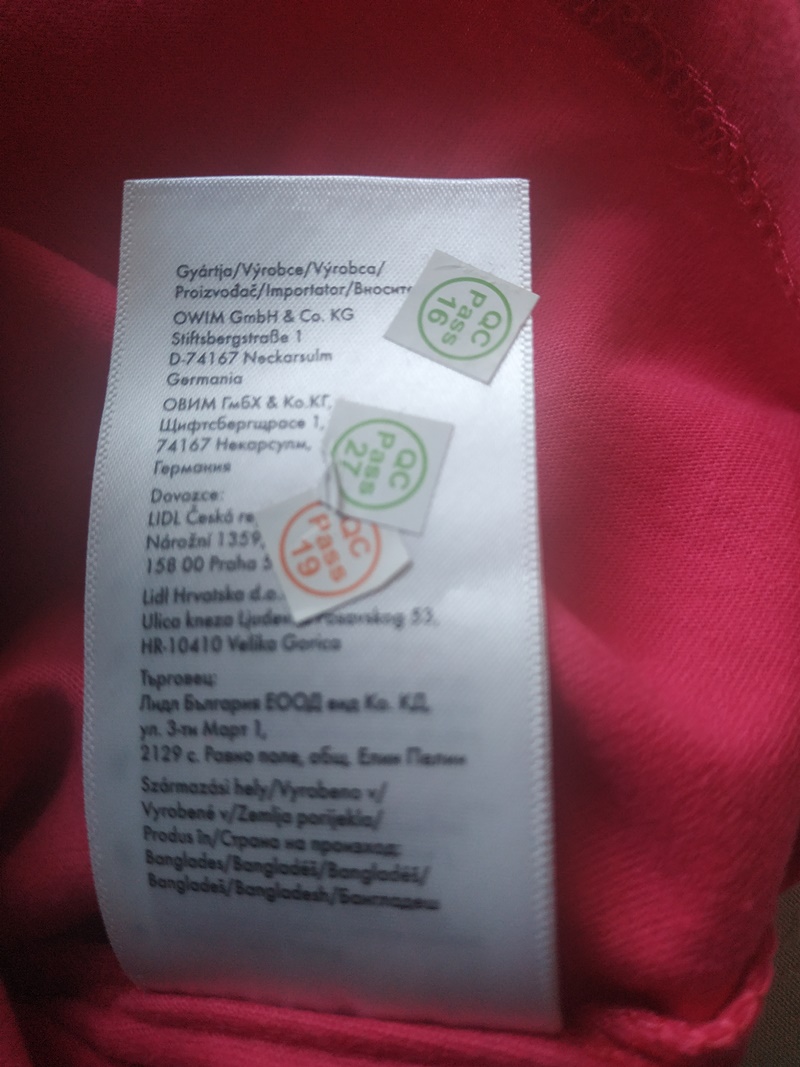 Gyártja/Výrobce/Výrobca/
Proizvođač/Importator/Вносите
OWIM GmbH & Co. KG
Stiftsbergstraße 1
D-74167 Neckarsulm
Germania
ОВИМ ГмбХ & Ко.КГ,
Щифтсбергщрасе 1,
74167 Некарсулм,
Германия
Dovozce:
LIDL Česká re
Nárožní 1359,
158 00 Praha 5
Lidl Hrvatska d.o.
Ulica kneza Ljudev Posavskog 53,
HR-10410 Velika Gorica
Търговец:
Лидл България ЕООД енд Ко. КД,
ул. 3-ти Март 1,
2129 с. Равно поле, общ. Елин Пелин
Származási hely/Vyrobeno v/
Vyrobené v/Zemlja porijekla/
Produs în/Страна на произход:
Banglades/Bangladéš/Bangladéš/
Bangladeš/Bangladesh/Бангладеш
QC
Pass
16
QC
Pass
27
QC
Pass
19